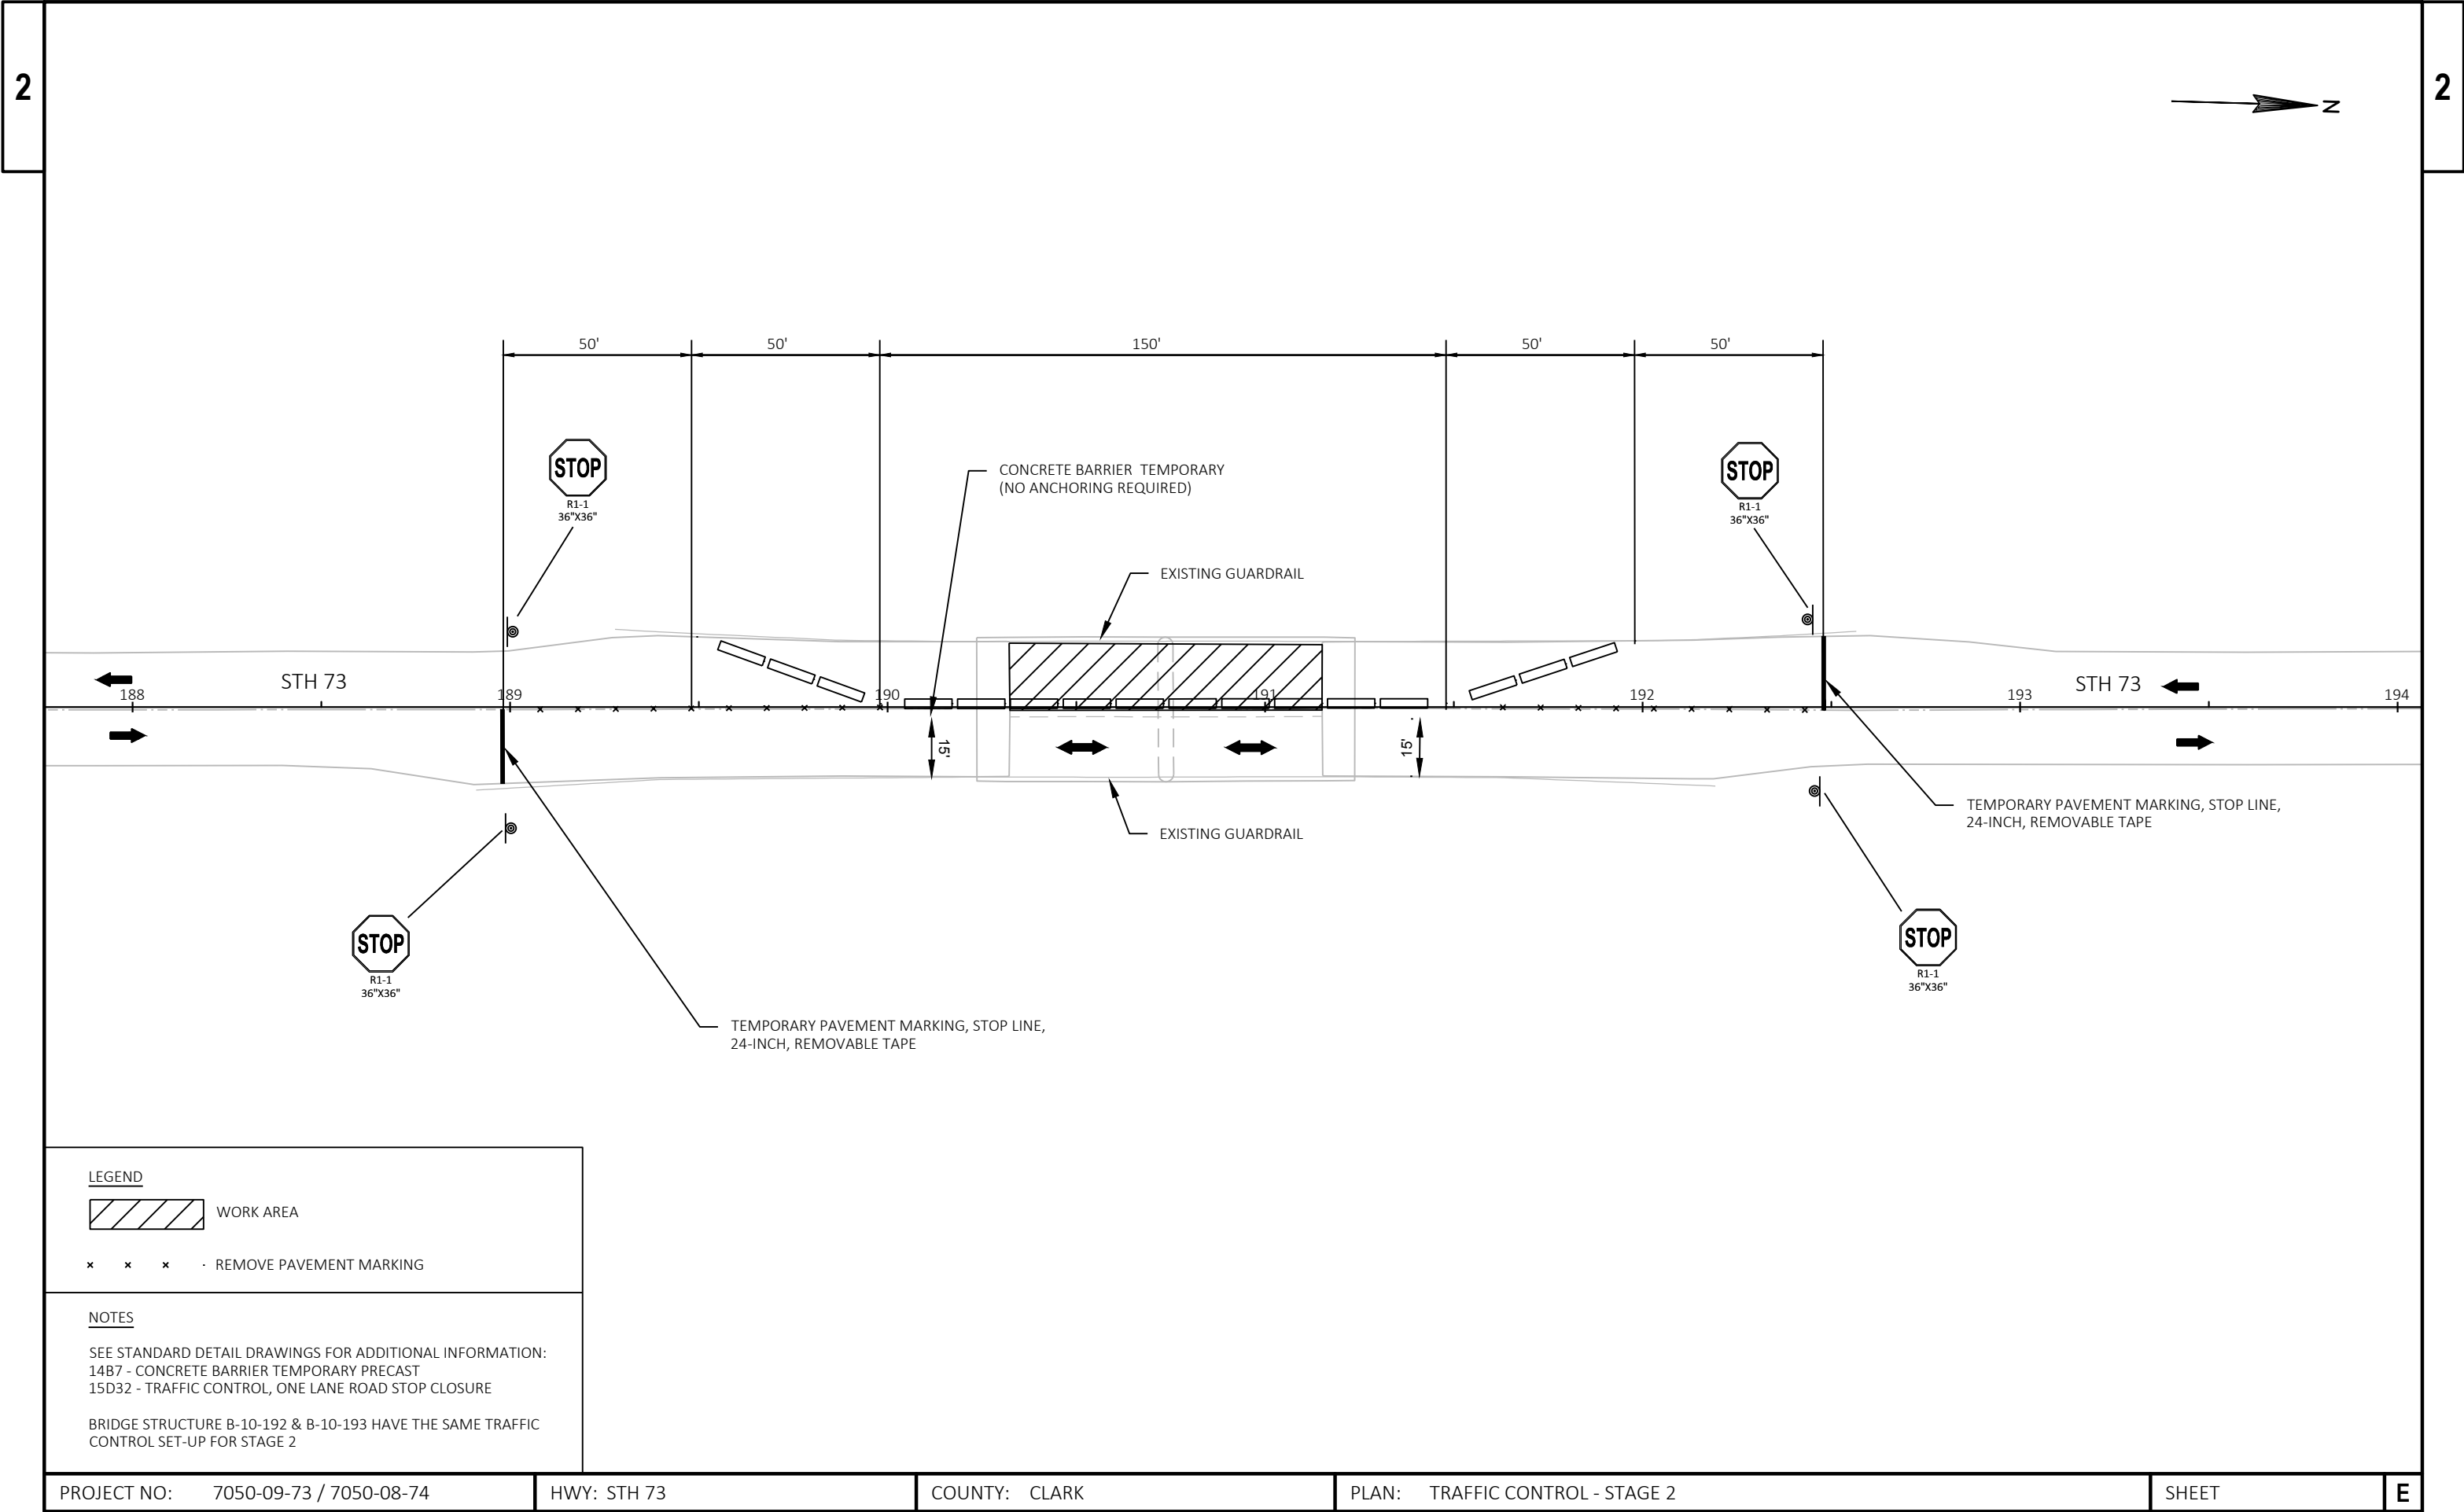 2
2
N
50'
50'
150'
50'
50'
STOP
R1-1
36"X36"
STOP
R1-1
36"X36"
CONCRETE BARRIER TEMPORARY
(NO ANCHORING REQUIRED)
EXISTING GUARDRAIL
STH 73
STH 73
188
189
190
191
192
193
194
15'
15'
EXISTING GUARDRAIL
TEMPORARY PAVEMENT MARKING, STOP LINE,
24-INCH, REMOVABLE TAPE
STOP
R1-1
36"X36"
STOP
R1-1
36"X36"
TEMPORARY PAVEMENT MARKING, STOP LINE,
24-INCH, REMOVABLE TAPE
LEGEND
WORK AREA
REMOVE PAVEMENT MARKING
NOTES
SEE STANDARD DETAIL DRAWINGS FOR ADDITIONAL INFORMATION:
14B7 - CONCRETE BARRIER TEMPORARY PRECAST
15D32 - TRAFFIC CONTROL, ONE LANE ROAD STOP CLOSURE
BRIDGE STRUCTURE B-10-192 & B-10-193 HAVE THE SAME TRAFFIC
CONTROL SET-UP FOR STAGE 2
PROJECT NO: 7050-09-73 / 7050-08-74
HWY: STH 73
COUNTY: CLARK
PLAN: TRAFFIC CONTROL - STAGE 2
SHEET
E